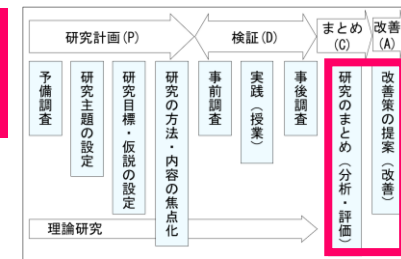 研究計画(P)
検証(D)
まとめ
(C)
改善
(A)
予備調査
研究主題の設定
研究目標・仮説の設定
研究の方法・内容の焦点化
事前調査
実践(授業)
事後調査
研究のまとめ(分析・評価)
改善策の提案(改善)
理論研究